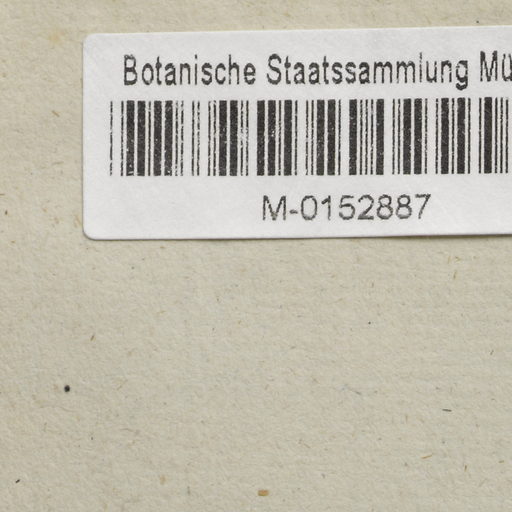 Botanische Staatssammlung Mü
M-0152887